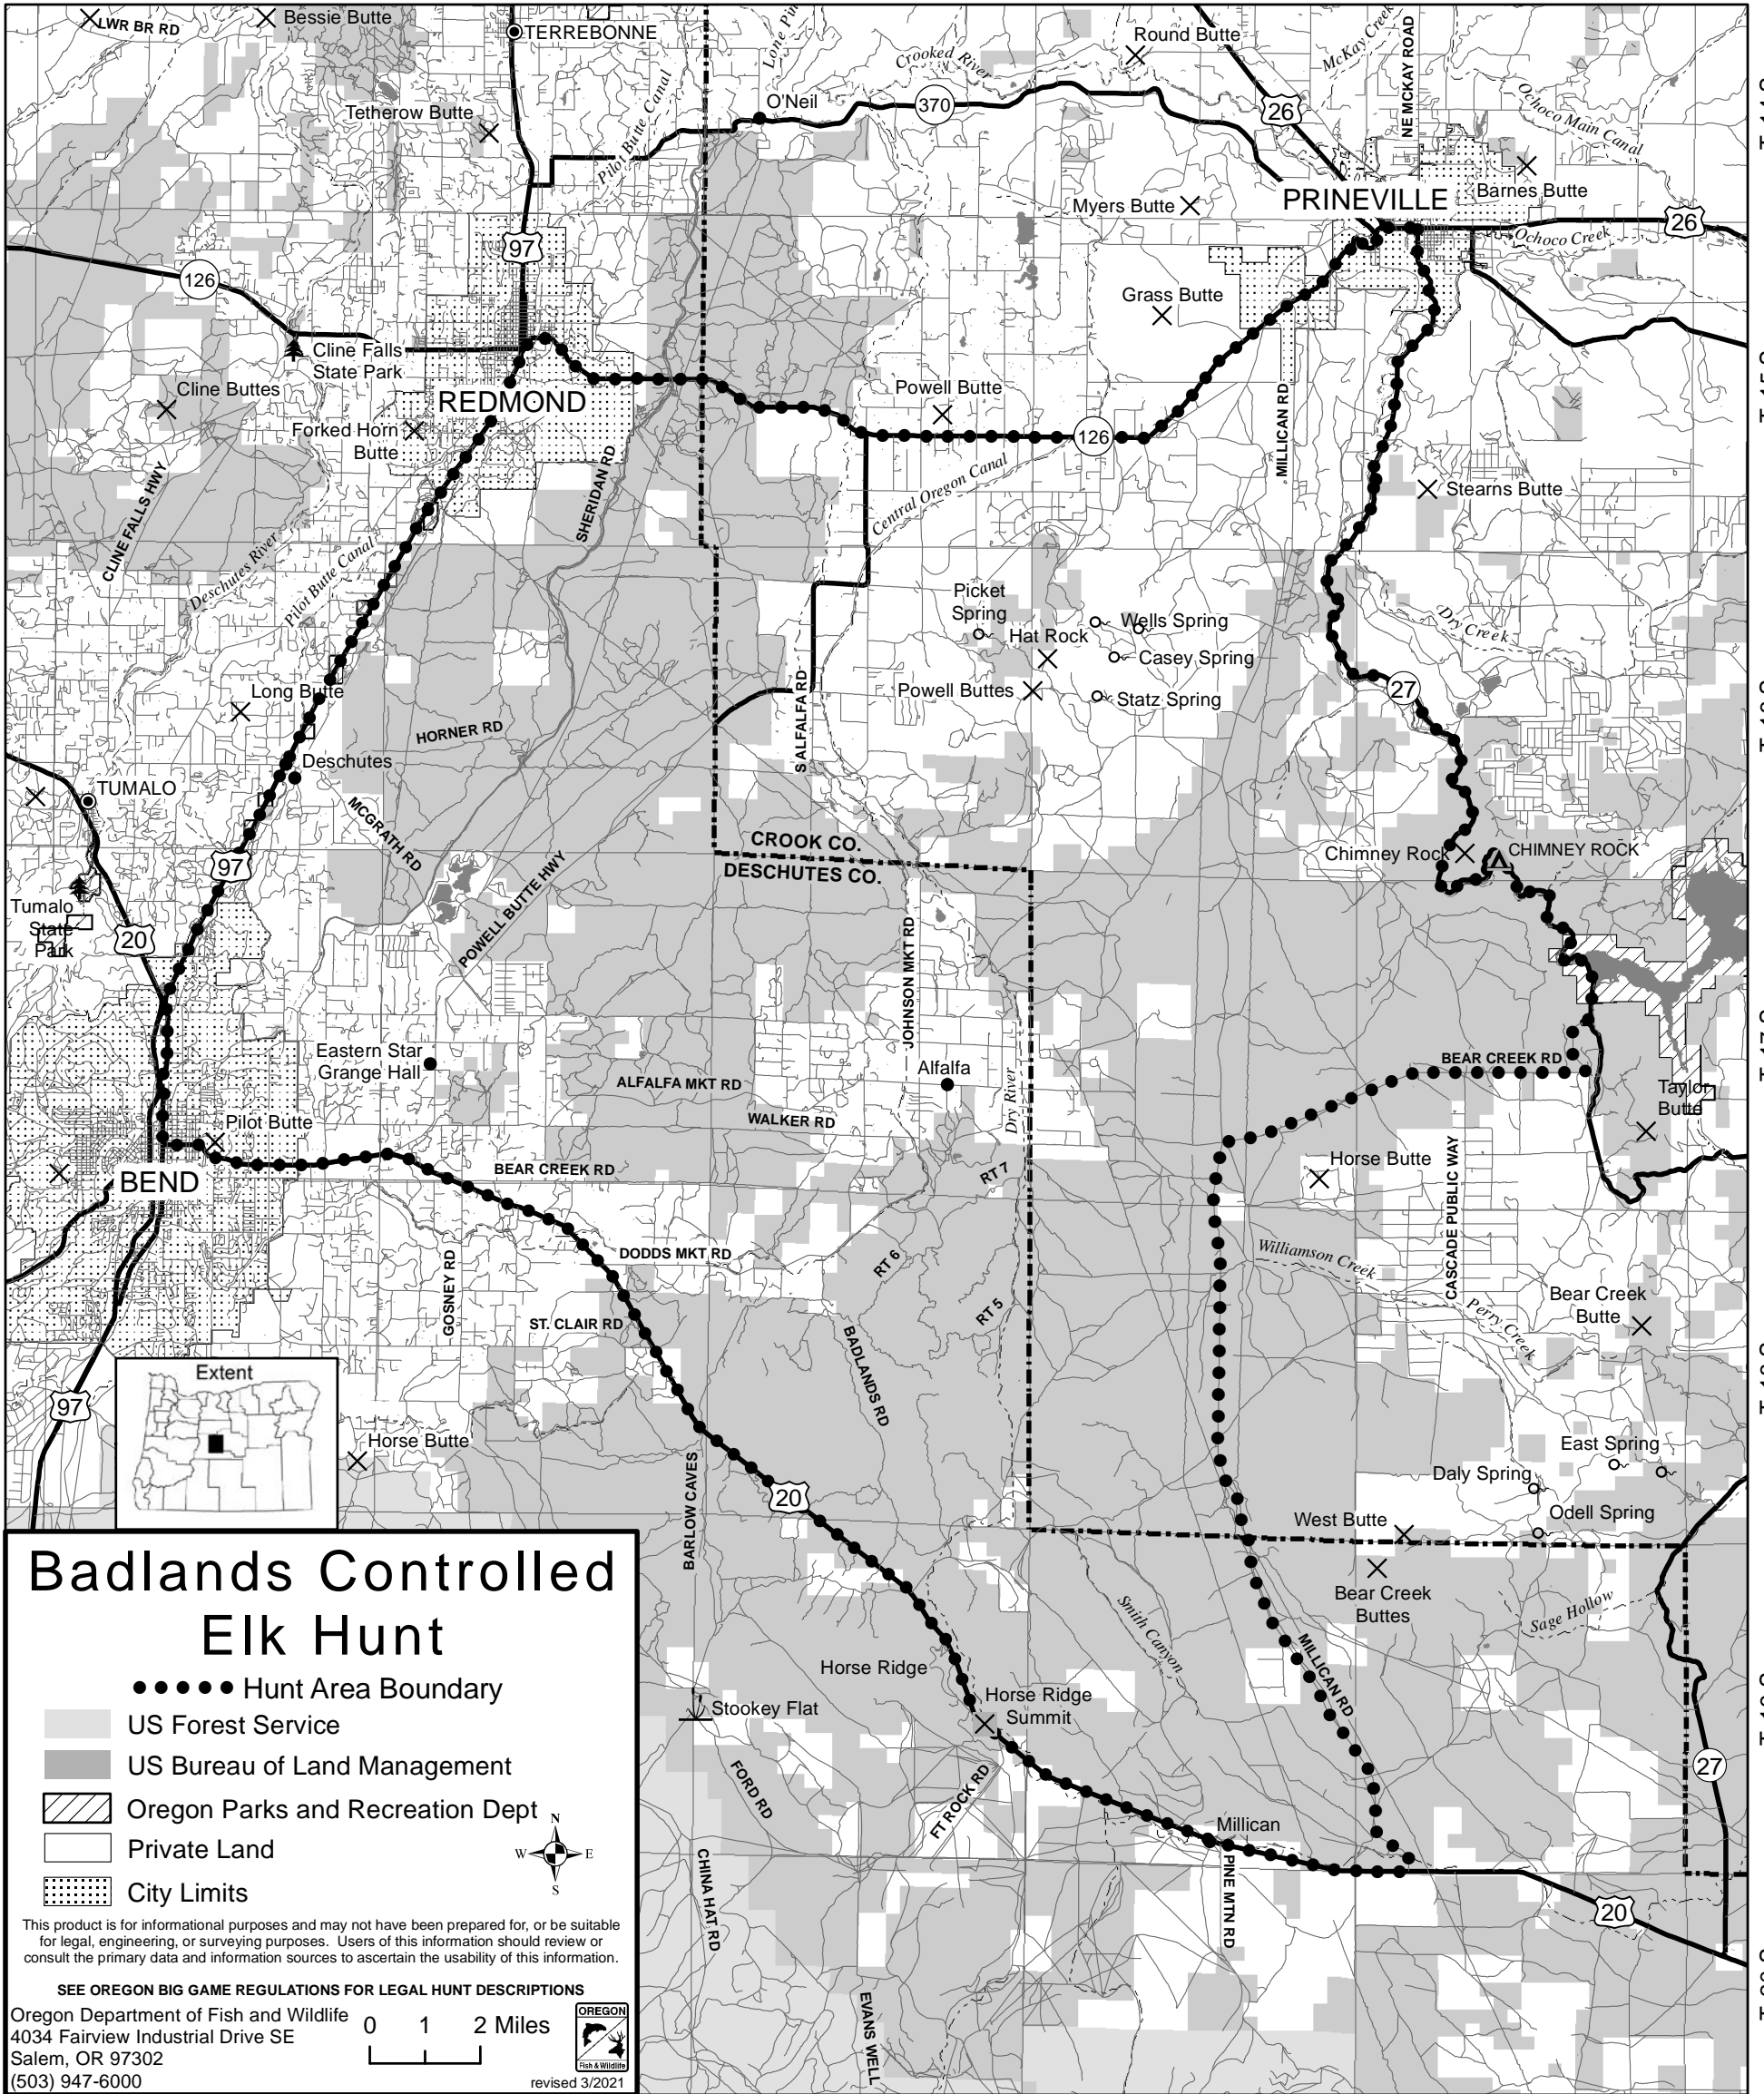 LWR BR RD
Bessie Butte
TERREBONNE
Lone Pin
Crooked River
Round Butte
McKay Creek
NE MCKAY ROAD
Ochoco Main Canal
Tetherow Butte
Pilot Butte Canal
O'Neil
370
26
PRINEVILLE
Barnes Butte
Myers Butte
26
Ochoco Creek
97
126
Grass Butte
Cline Falls
State Park
Cline Buttes
REDMOND
Forked Horn
Butte
Powell Butte
126
MILLICAN RD
CLINE FALLS HWY
SHERIDAN RD
Central Oregon Canal
Stearns Butte
Deschutes River
Pilot Butte Canal
Picket
Spring
Hat Rock
Wells Spring
Casey Spring
Dry Creek
Powell Buttes
Statz Spring
27
Long Butte
HORNER RD
S ALFALFA RD
Deschutes
TUMALO
MCGRATH RD
97
CROOK CO.
DESCHUTES CO.
Chimney Rock
CHIMNEY ROCK
Tumalo
State
Park
20
POWELL BUTTE HWY
JOHNSON MKT RD
Eastern Star
Grange Hall
ALFALFA MKT RD
Alfalfa
Dry River
BEAR CREEK RD
Taylor
Butte
WALKER RD
Pilot Butte
BEND
BEAR CREEK RD
RT 7
Horse Butte
CASCADE PUBLIC WAY
GOSNEY RD
DODDS MKT RD
RT 6
Williamson Creek
RT 5
Perry Creek
Bear Creek
Butte
ST. CLAIR RD
BADLANDS RD
Extent
97
Horse Butte
BARLOW CAVES
20
East Spring
Daly Spring
West Butte
Odell Spring
Bear Creek
Buttes
Sage Hollow
Smith Canyon
MILLICAN RD
Horse Ridge
Horse Ridge
Summit
Stookey Flat
FORD RD
FT ROCK RD
27
Millican
CHINA HAT RD
PINE MTN RD
20
EVANS WELL
Badlands Controlled
Elk Hunt
Hunt Area Boundary
US Forest Service
US Bureau of Land Management
Oregon Parks and Recreation Dept
Private Land
City Limits
N
W E
S
This product is for informational purposes and may not have been prepared for, or be suitable
for legal, engineering, or surveying purposes. Users of this information should review or
consult the primary data and information sources to ascertain the usability of this information.
SEE OREGON BIG GAME REGULATIONS FOR LEGAL HUNT DESCRIPTIONS
Oregon Department of Fish and Wildlife
4034 Fairview Industrial Drive SE
Salem, OR 97302
(503) 947-6000
0 1 2 Miles
OREGON
Fish & Wildlife
revised 3/2021